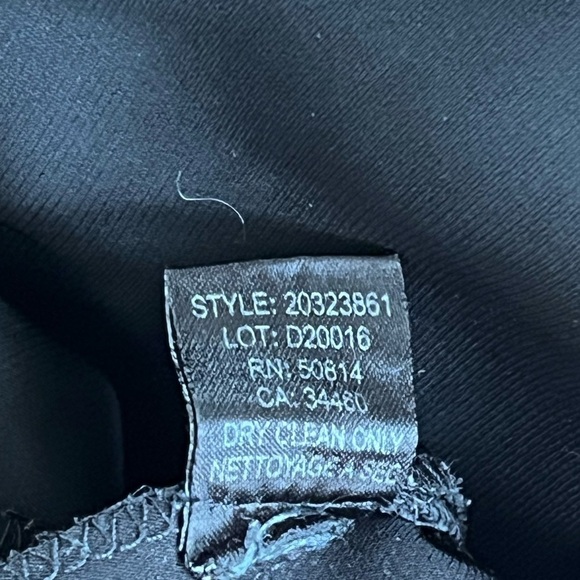 STYLE: 20323861
LOT: D20016
RN: 50814
CA: 34460
DRY CLEAN ONLY
NETTOYAGE A SEC